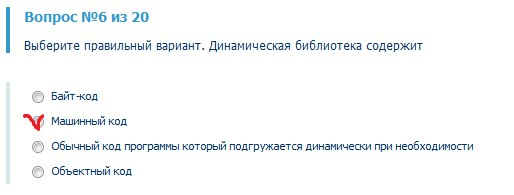 Вопрос №6 из 20
Выберите правильный вариант. Динамическая библиотека содержит
Байт-код
Машинный код
Обычный код программы который подгружается динамически при необходимости
Объектный код